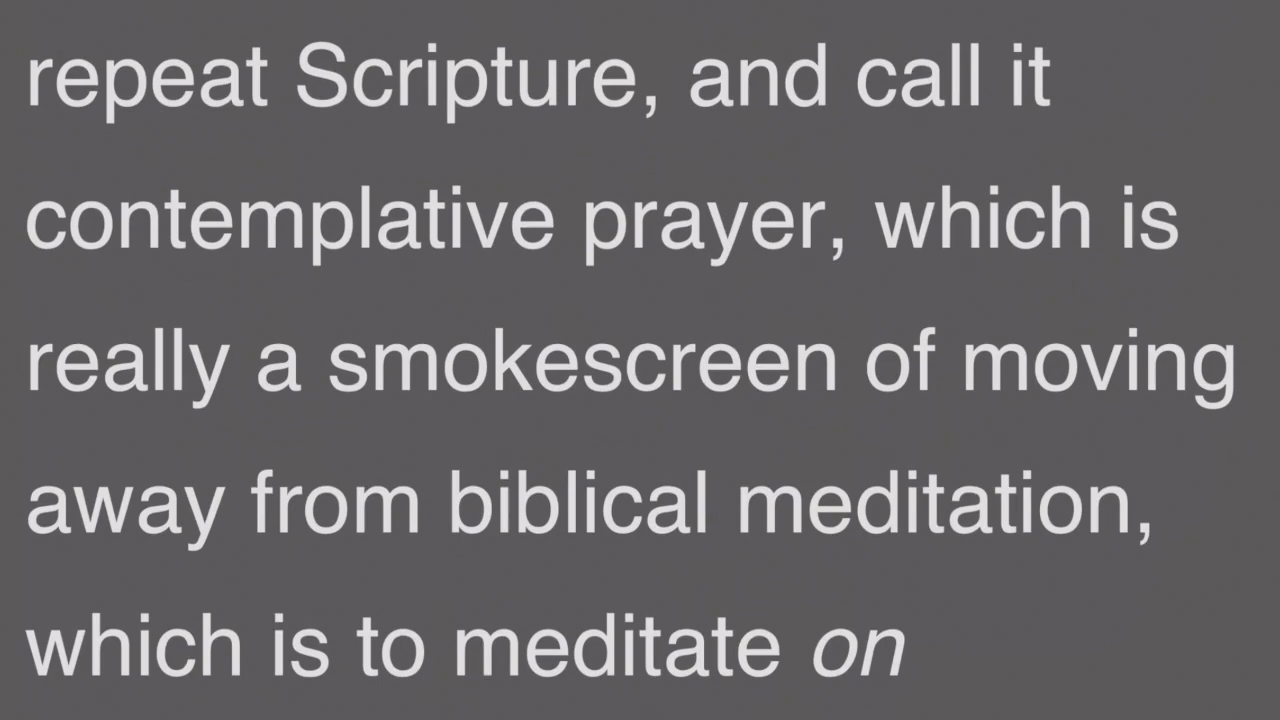 repeat Scripture, and call it
contemplative prayer, which is
really a smokescreen of moving
away from biblical meditation,
which is to meditate on